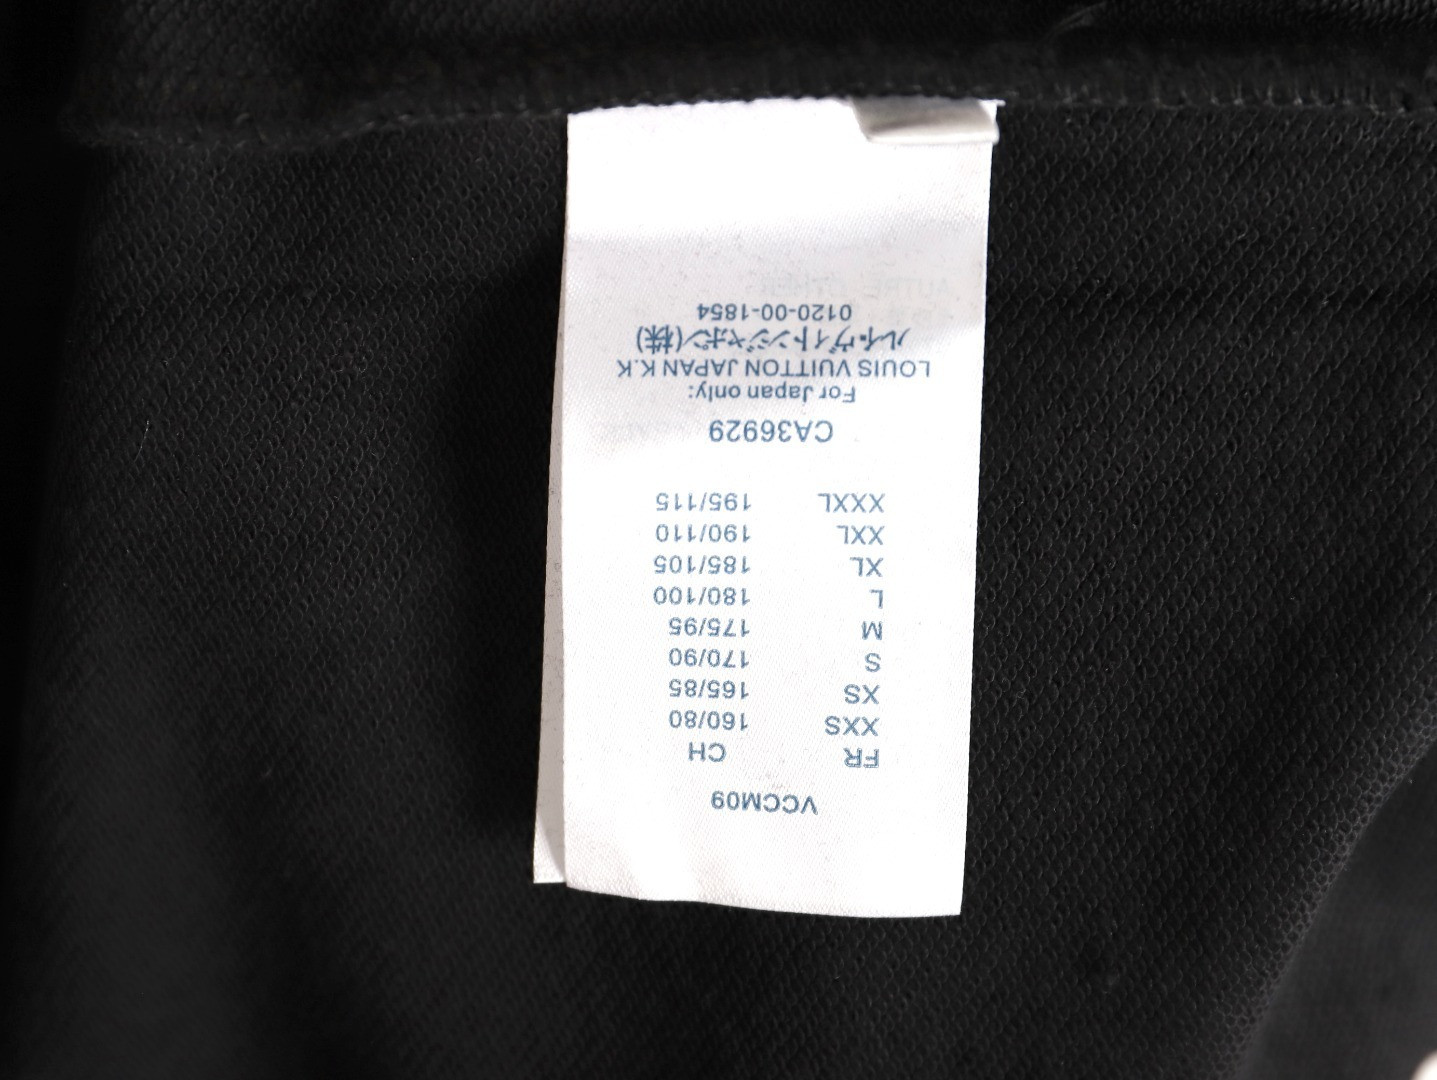 VCCM09
FR CH
XXS 160/80
XS 165/85
S 170/90
M 175/95
L 180/100
XL 185/105
XXL 190/110
XXXL 195/115
CA36929
For Japan only:
LOUIS VUITTON JAPAN K.K
ルイ・ヴィトンジャポン(株)
0120-00-1854